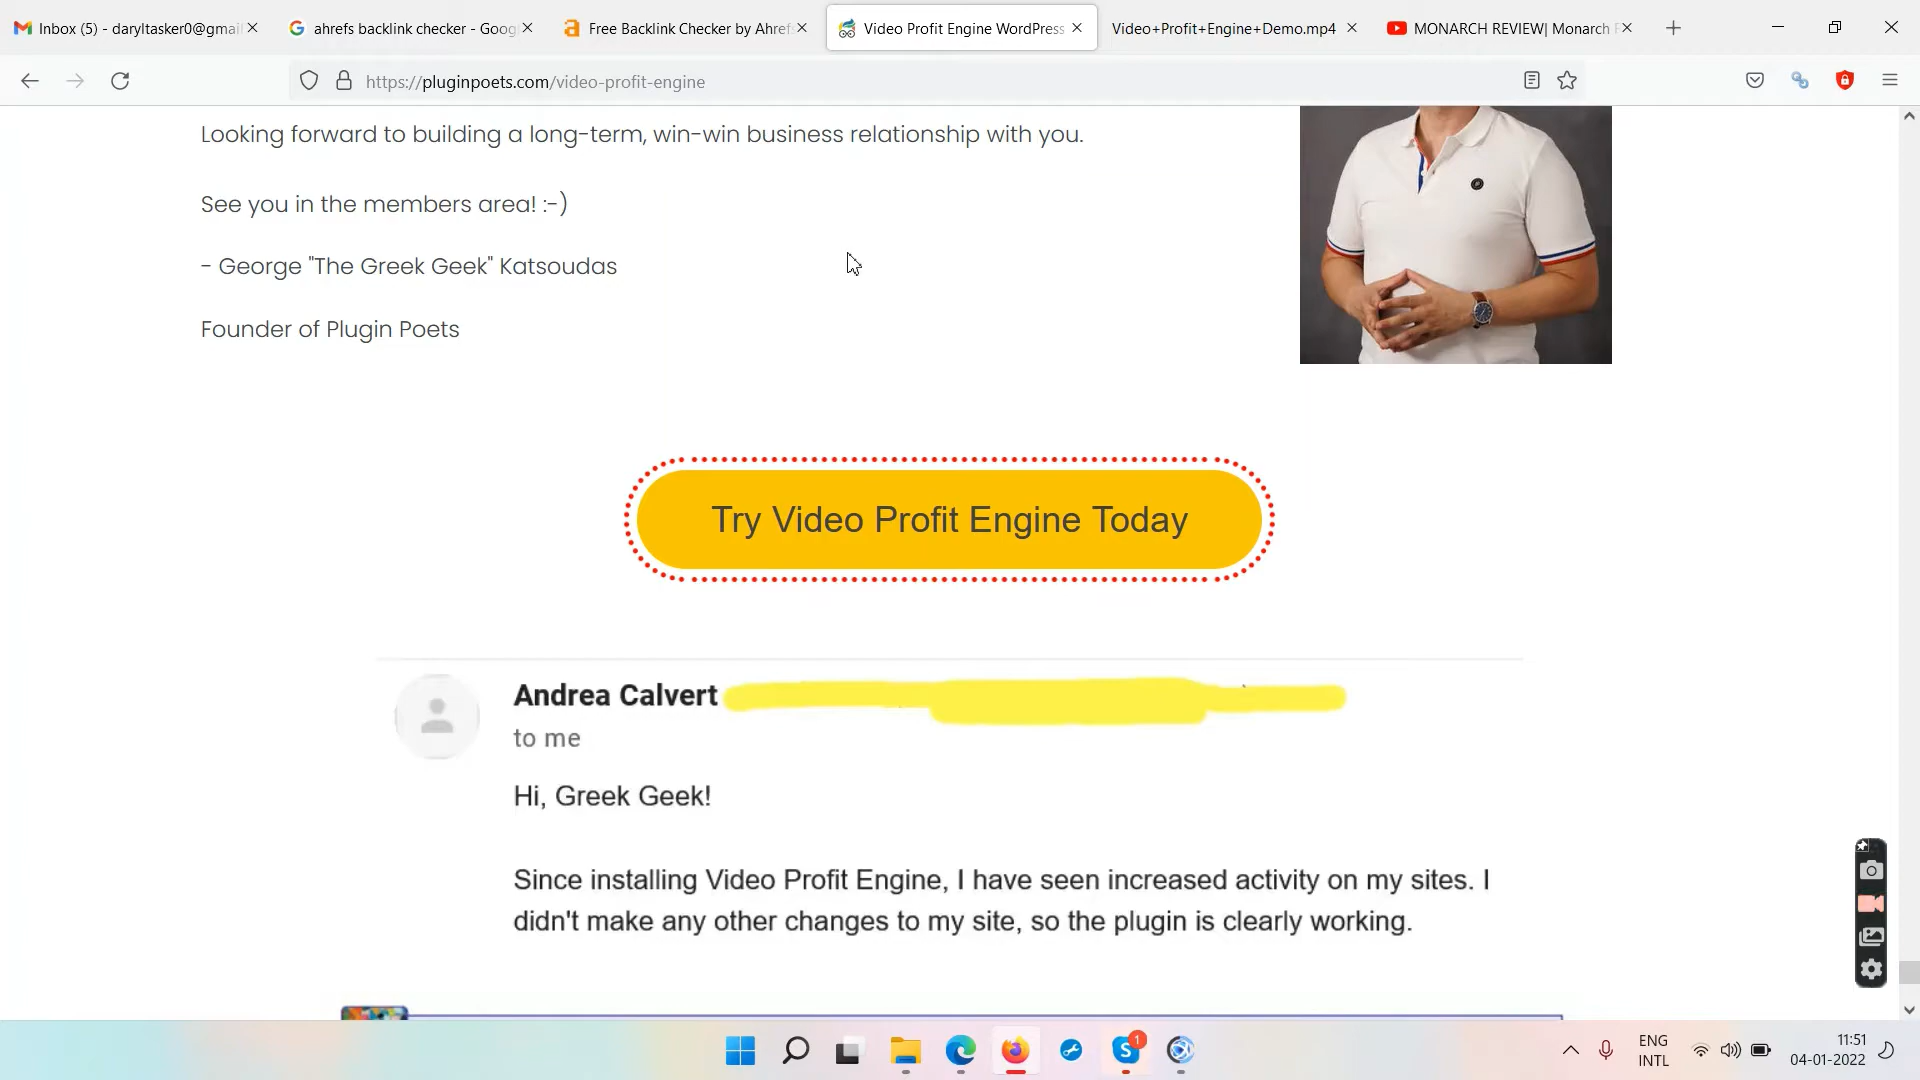 Inbox (5) - daryltasker0@gmai
ahrefs backlink checker - Goog
Free Backlink Checker by Ahrefs
Video Profit Engine WordPress
Video+Profit+Engine+Demo.mp4
MONARCH REVIEW| Monarch
https://pluginpoets.com/video-profit-engine
Looking forward to building a long-term, win-win business relationship with you.
See you in the members area! :-)
- George "The Greek Geek" Katsoudas
Founder of Plugin Poets
Try Video Profit Engine Today
Andrea Calvert
to me
Hi, Greek Geek!
Since installing Video Profit Engine, I have seen increased activity on my sites. I
didn't make any other changes to my site, so the plugin is clearly working.
ENG
INTL
11:51
04-01-2022